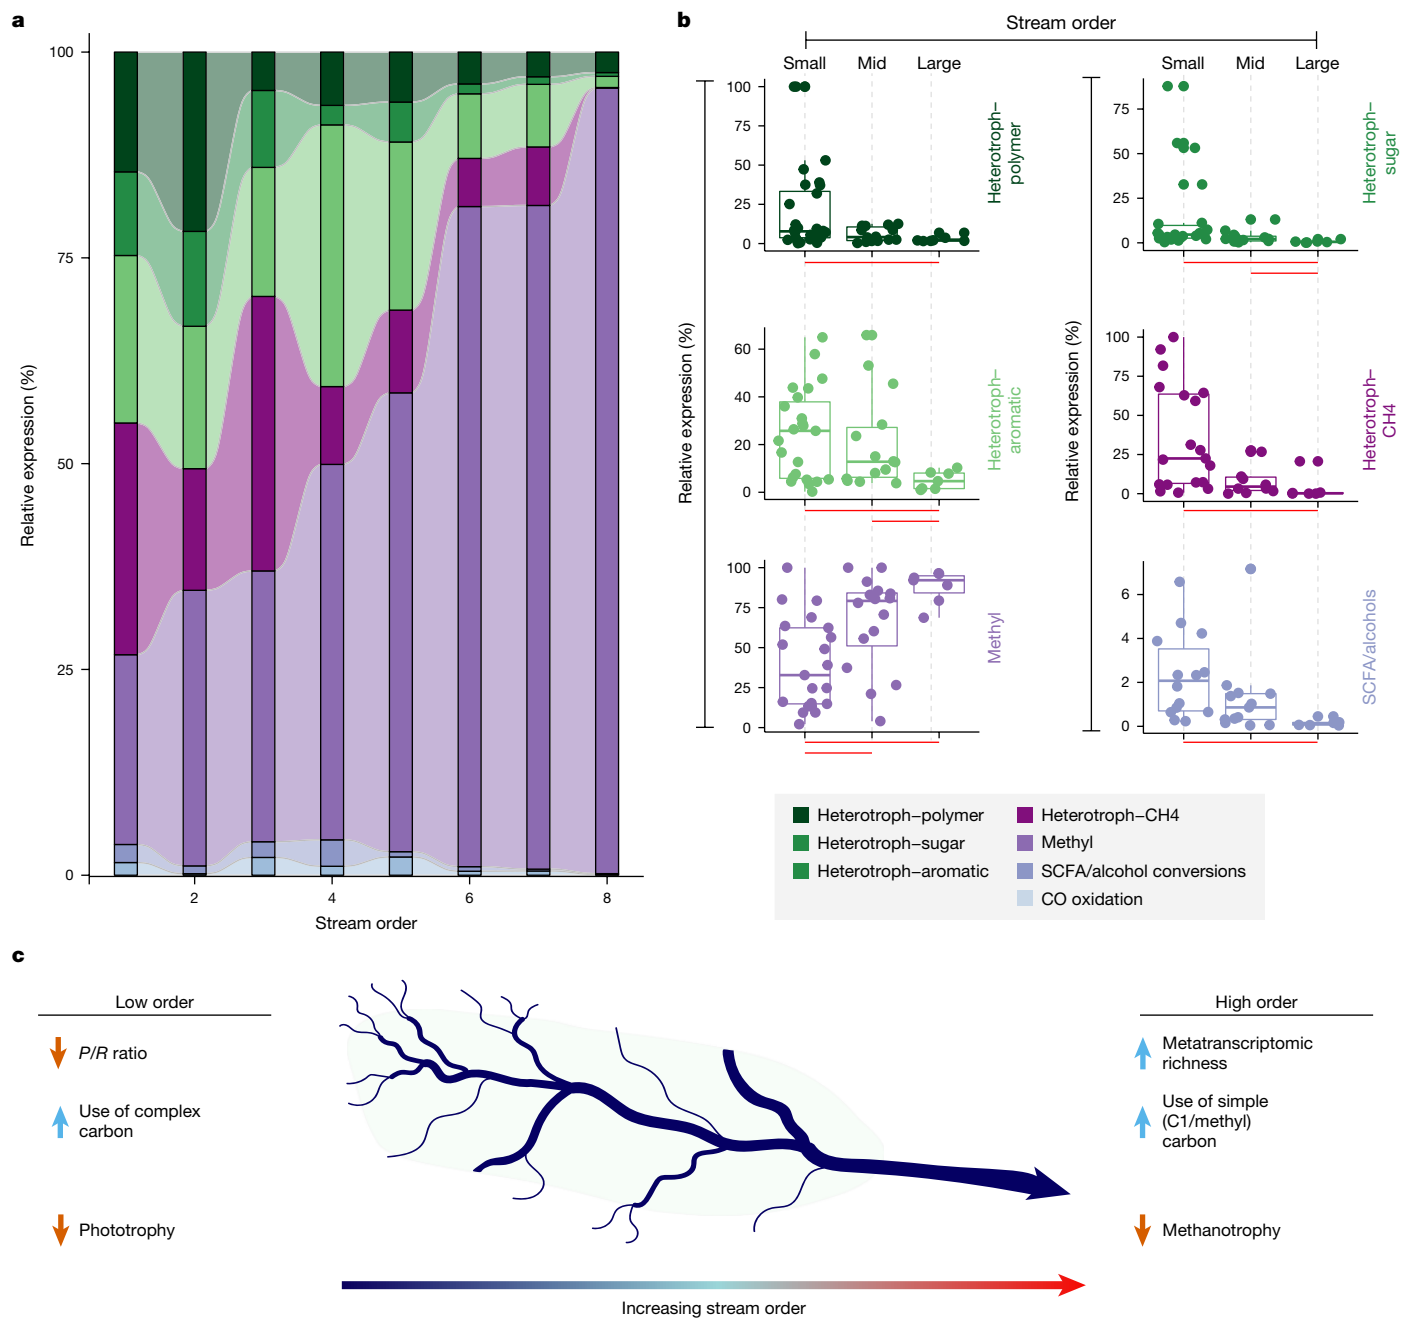 a
100
75
50
25
0
Relative expression (%)
2
4
6
8
Stream order
b
Stream order
Small
Mid
Large
Relative expression (%)
100
75
50
25
0
Heterotroph–
polymer
60
40
20
0
Heterotroph–
aromatic
100
75
50
25
0
Methyl
Small
Mid
Large
Relative expression (%)
75
50
25
0
Heterotroph–
sugar
100
75
50
25
0
Heterotroph–
CH4
6
4
2
0
SCFA/alcohols
Heterotroph–polymer
Heterotroph–sugar
Heterotroph–aromatic
Heterotroph–CH4
Methyl
SCFA/alcohol conversions
CO oxidation
c
Low order
P/R ratio
Use of complex
carbon
Phototrophy
High order
Metatranscriptomic
richness
Use of simple
(C1/methyl)
carbon
Methanotrophy
Increasing stream order